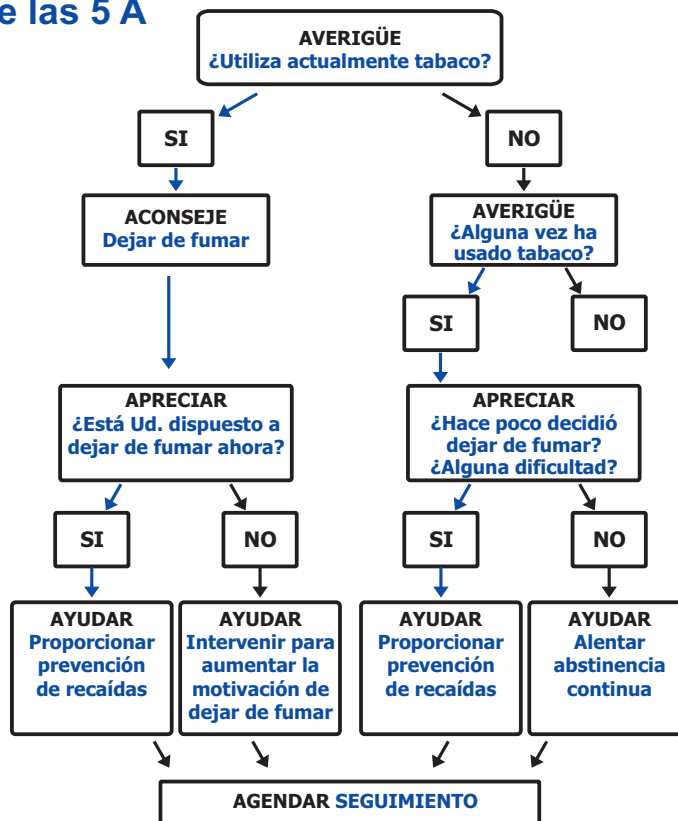 e las 5 A
AVERIGÜE
¿Utiliza actualmente tabaco?
SI
NO
ACONSEJE
Dejar de fumar
AVERIGÜE
¿Alguna vez ha
usado tabaco?
SI
NO
APRECIAR
¿Está Ud. dispuesto a
dejar de fumar ahora?
APRECIAR
¿Hace poco decidió
dejar de fumar?
¿Alguna dificultad?
SI
NO
SI
NO
AYUDAR
Proporcionar
prevención
de recaídas
AYUDAR
Intervenir para
aumentar la
motivación de
dejar de fumar
AYUDAR
Proporcionar
prevención
de recaídas
AYUDAR
Alentar
abstinencia
continua
AGENDAR SEGUIMIENTO